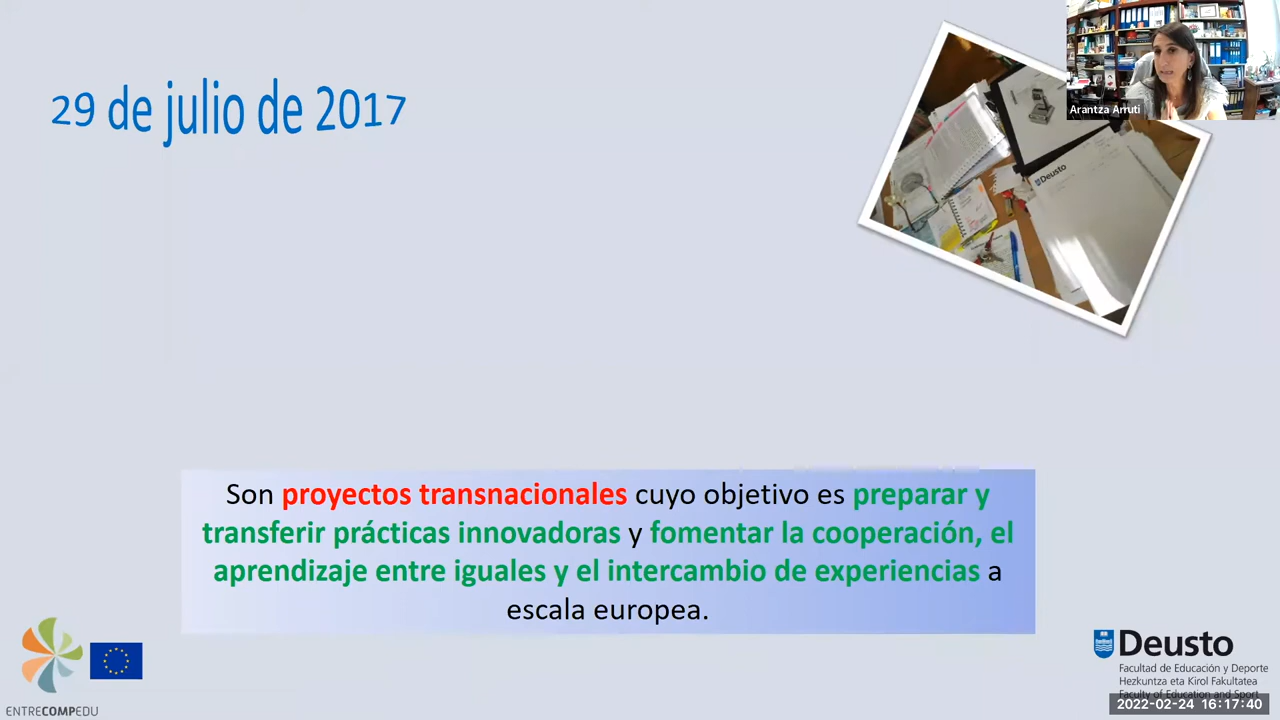 29 de julio de 2017
Arantza Arruti
Deusto
Son proyectos transnacionales cuyo objetivo es preparar y
transferir prácticas innovadoras y fomentar la cooperación, el
aprendizaje entre iguales y el intercambio de experiencias a
escala europea.
ENTRECOMPEDU
Deusto
Facultad de Educación y Deporte
Hezkuntza eta Kirol Fakultatea
Faculty of Education and Sport
2022-02-24 16:17:40